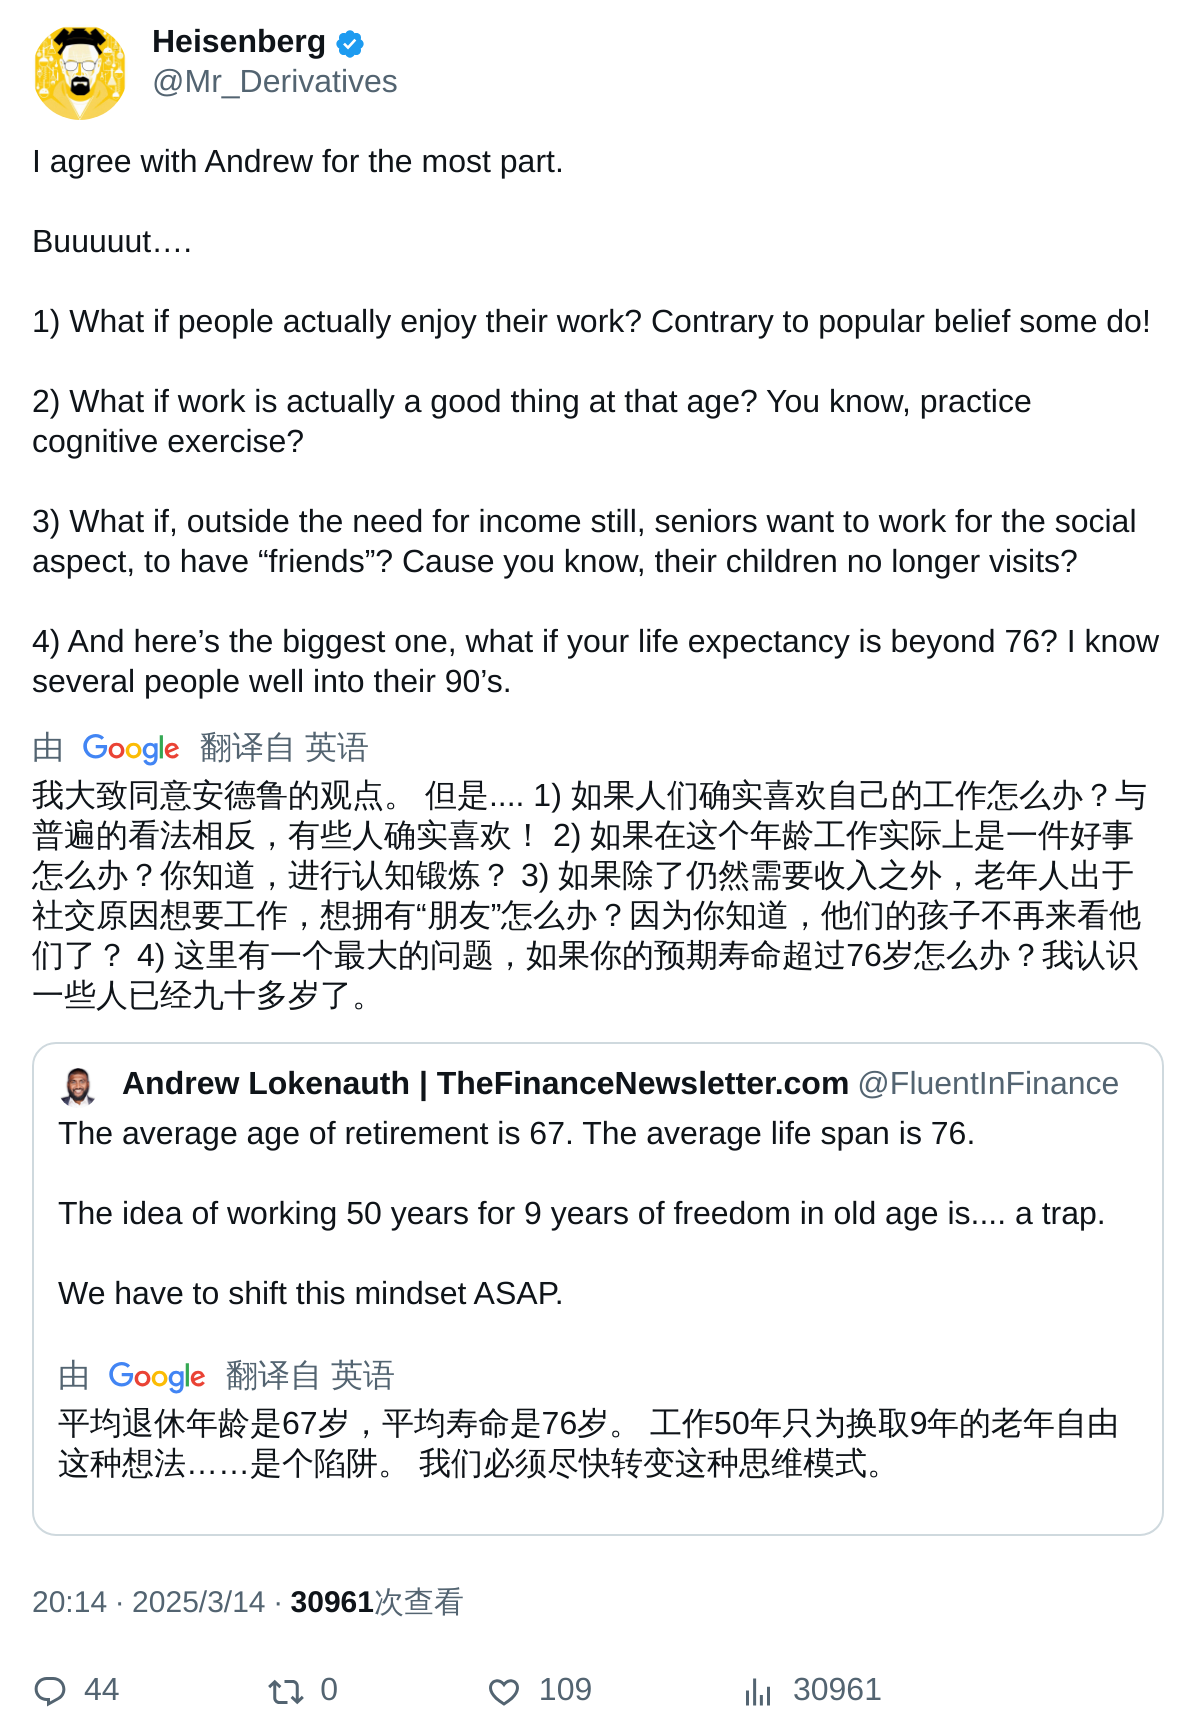 Heisenberg
@Mr_Derivatives
I agree with Andrew for the most part.
Buuuuut….
1) What if people actually enjoy their work? Contrary to popular belief some do!
2) What if work is actually a good thing at that age? You know, practice
cognitive exercise?
3) What if, outside the need for income still, seniors want to work for the social
aspect, to have “friends”? Cause you know, their children no longer visits?
4) And here’s the biggest one, what if your life expectancy is beyond 76? I know
several people well into their 90’s.
由 Google 翻译自 英语
我大致同意安德鲁的观点。 但是.... 1) 如果人们确实喜欢自己的工作怎么办？与
普遍的看法相反，有些人确实喜欢！ 2) 如果在这个年龄工作实际上是一件好事
怎么办？你知道，进行认知锻炼？ 3) 如果除了仍然需要收入之外，老年人出于
社交原因想要工作，想拥有“朋友”怎么办？因为你知道，他们的孩子不再来看他
们了？ 4) 这里有一个最大的问题，如果你的预期寿命超过76岁怎么办？我认识
一些人已经九十多岁了。
Andrew Lokenauth | TheFinanceNewsletter.com @FluentInFinance
The average age of retirement is 67. The average life span is 76.
The idea of working 50 years for 9 years of freedom in old age is.... a trap.
We have to shift this mindset ASAP.
由 Google 翻译自 英语
平均退休年龄是67岁，平均寿命是76岁。 工作50年只为换取9年的老年自由
这种想法……是个陷阱。 我们必须尽快转变这种思维模式。
20:14 · 2025/3/14 · 30961次查看
44 0 109 30961